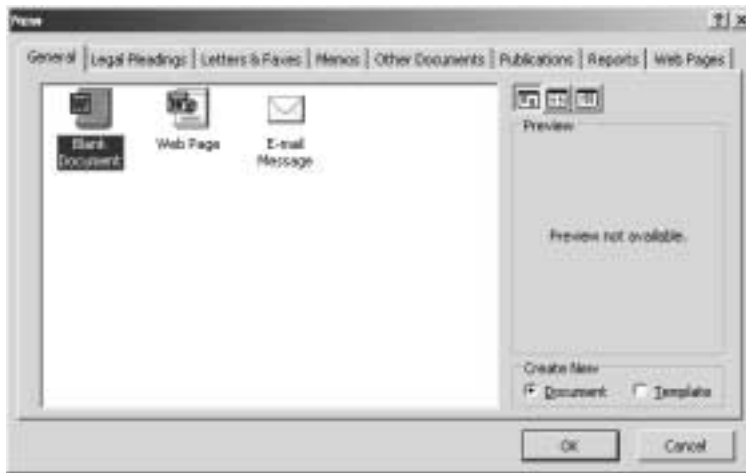 New
General Legal Pleadings Letters & Faxes Memos Other Documents Publications Reports Web Pages
Blank Document
Web Page
E-mail Message
Preview
Preview not available.
Create New
Document Template
OK Cancel